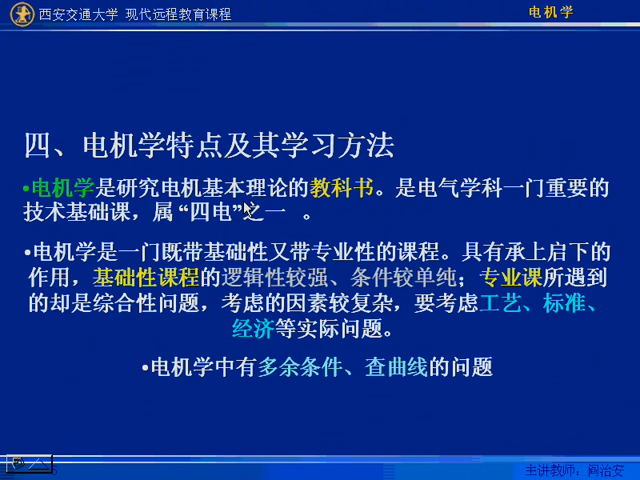 西安交通大学 现代远程教育课程
电机学
四、电机学特点及其学习方法
•电机学是研究电机基本理论的教科书。是电气学科一门重要的
技术基础课，属“四电”之一 。
•电机学是一门既带基础性又带专业性的课程。具有承上启下的
作用，基础性课程的逻辑性较强、条件较单纯；专业课所遇到
的却是综合性问题，考虑的因素较复杂，要考虑工艺、标准、
经济等实际问题。
•电机学中有多余条件、查曲线的问题
主讲教师：阎治安